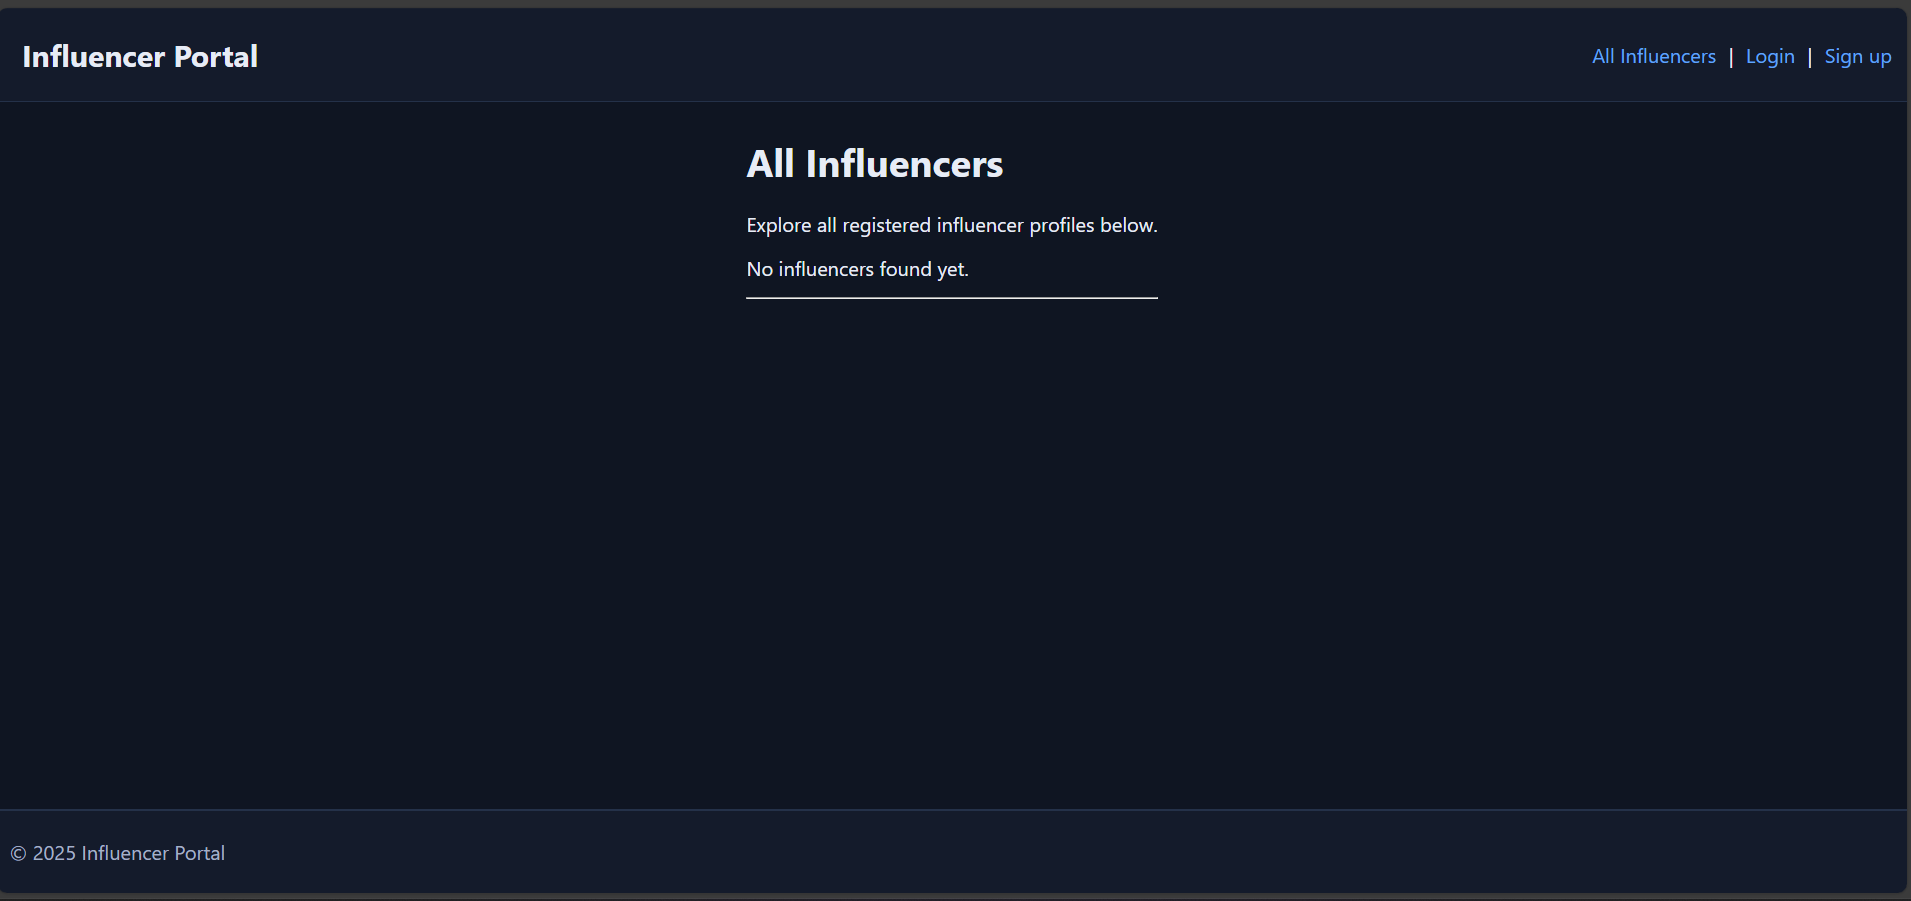 Influencer Portal
All Influencers | Login | Sign up
All Influencers
Explore all registered influencer profiles below.
No influencers found yet.
© 2025 Influencer Portal